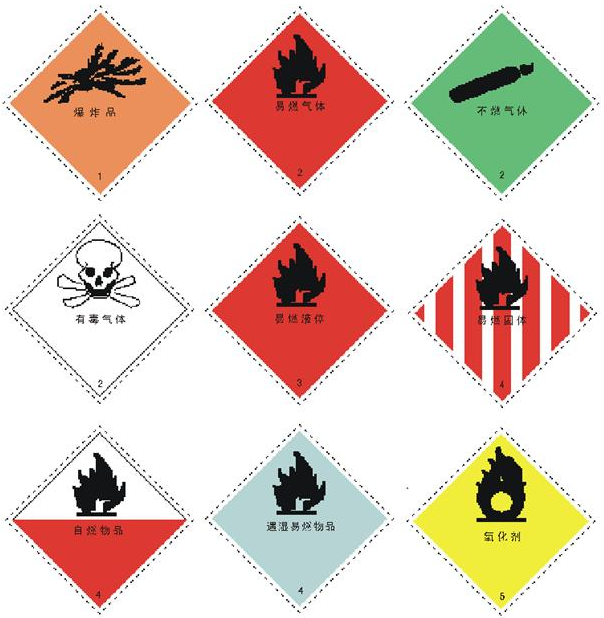 爆炸品
1
易燃气体
2
不燃气体
2
有毒气体
2
易燃液体
3
易燃固体
4
自燃物品
4
遇湿易燃物品
4
氧化剂
5